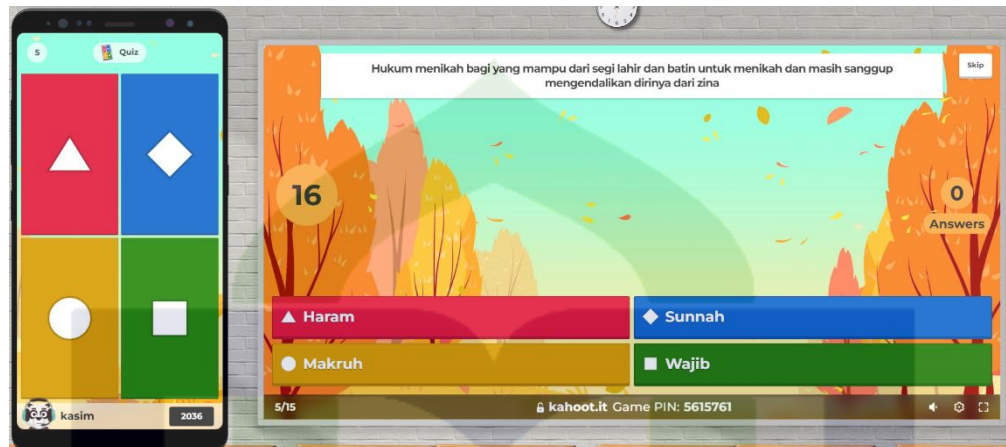 5
Quiz
kasim
2036
Hukum menikah bagi yang mampu dari segi lahir dan batin untuk menikah dan masih sanggup
mengendalikan dirinya dari zina
Skip
16
0
Answers
Haram
Sunnah
Makruh
Wajib
5/15
kahoot.it Game PIN: 5615761